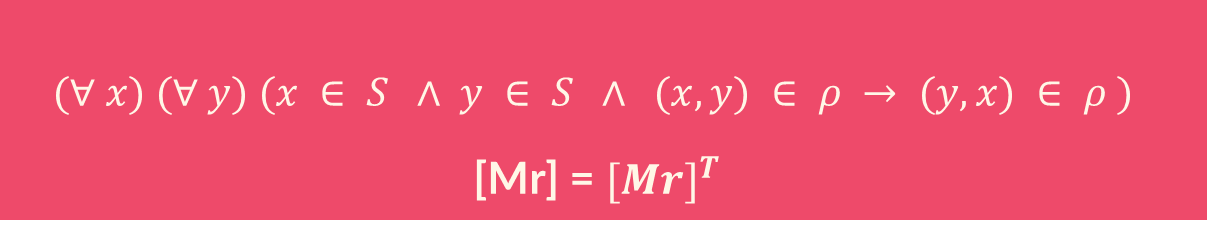 (∀ x) (∀ y) (x ∈ S ∧ y ∈ S ∧ (x, y) ∈ ρ → (y, x) ∈ ρ )
[Mr] = [Mr]ᵀ